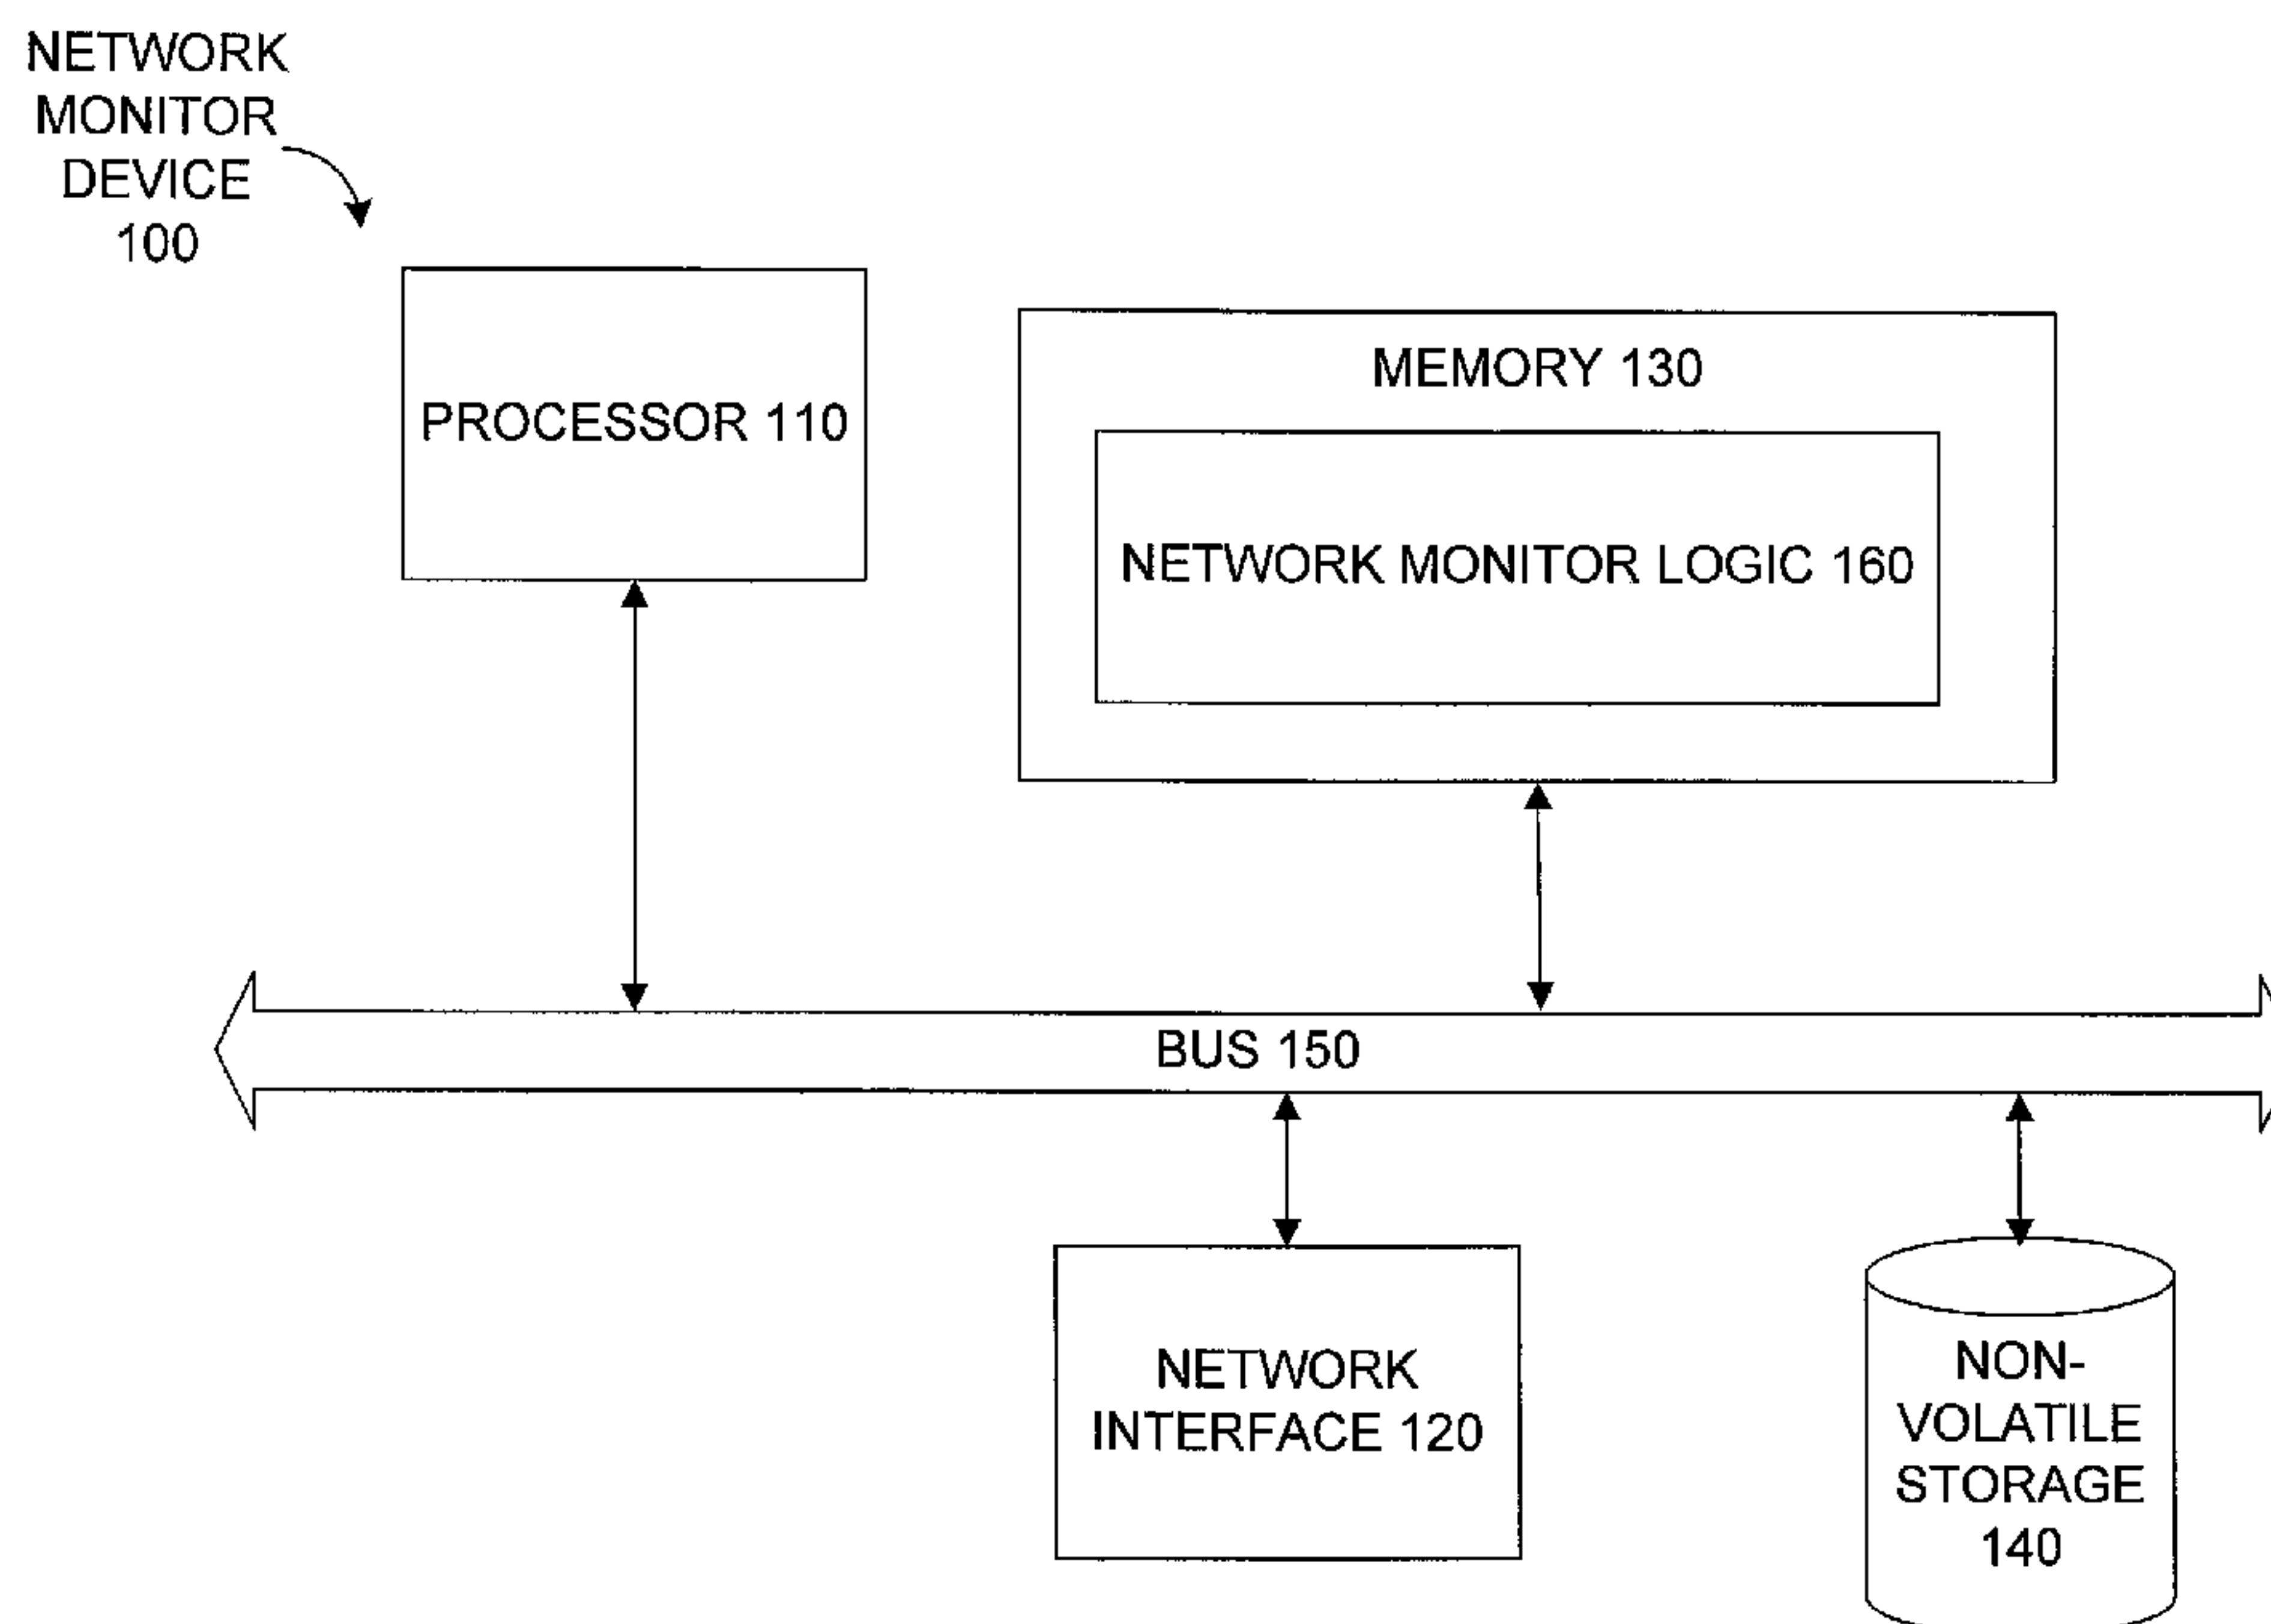 NETWORK
MONITOR
DEVICE
100
PROCESSOR 110
MEMORY 130
NETWORK MONITOR LOGIC 160
BUS 150
NETWORK
INTERFACE 120
NON-
VOLATILE
STORAGE
140